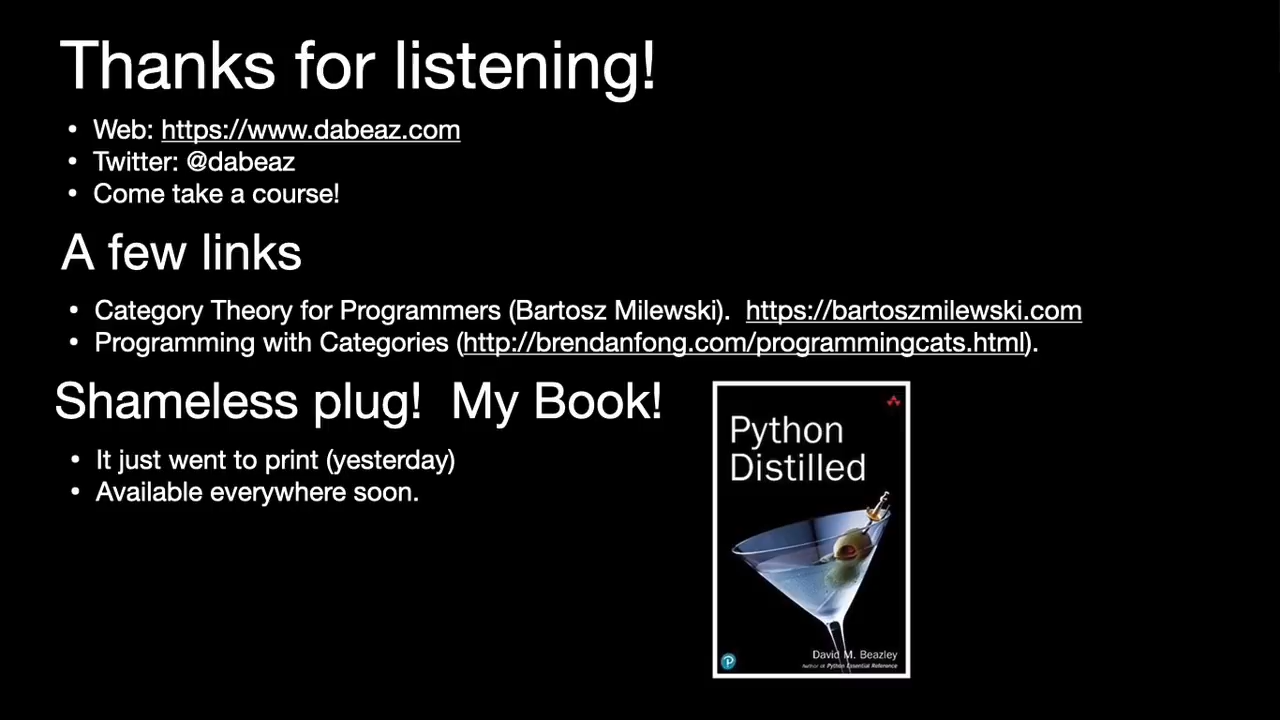 Thanks for listening!
• Web: https://www.dabeaz.com
• Twitter: @dabeaz
• Come take a course!
A few links
• Category Theory for Programmers (Bartosz Milewski). https://bartoszmilewski.com
• Programming with Categories (http://brendanfong.com/programmingcats.html).
Shameless plug! My Book!
• It just went to print (yesterday)
• Available everywhere soon.
Python
Distilled
David M. Beazley
Author of Python Essential Reference
P